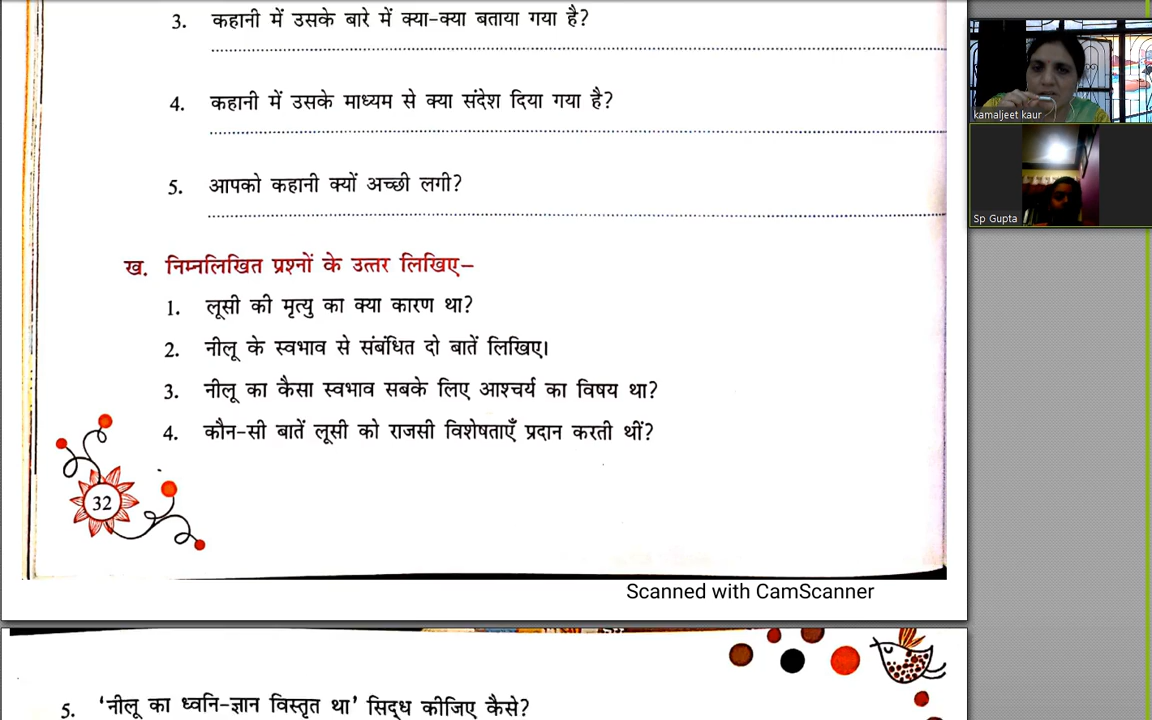 3. कहानी में उसके बारे में क्या-क्या बताया गया है?
kamaljeet kaur
4. कहानी में उसके माध्यम से क्या संदेश दिया गया है?
5. आपको कहानी क्यों अच्छी लगी?
Sp Gupta
ख. निम्नलिखित प्रश्नों के उत्तर लिखिए–
1. लूसी की मृत्यु का क्या कारण था?
2. नीलू के स्वभाव से संबंधित दो बातें लिखिए।
3. नीलू का कैसा स्वभाव सबके लिए आश्चर्य का विषय था?
4. कौन-सी बातें लूसी को राजसी विशेषताएँ प्रदान करती थीं?
32
Scanned with CamScanner
5. 'नीलू का ध्वनि-ज्ञान विस्तृत था' सिद्ध कीजिए कैसे?